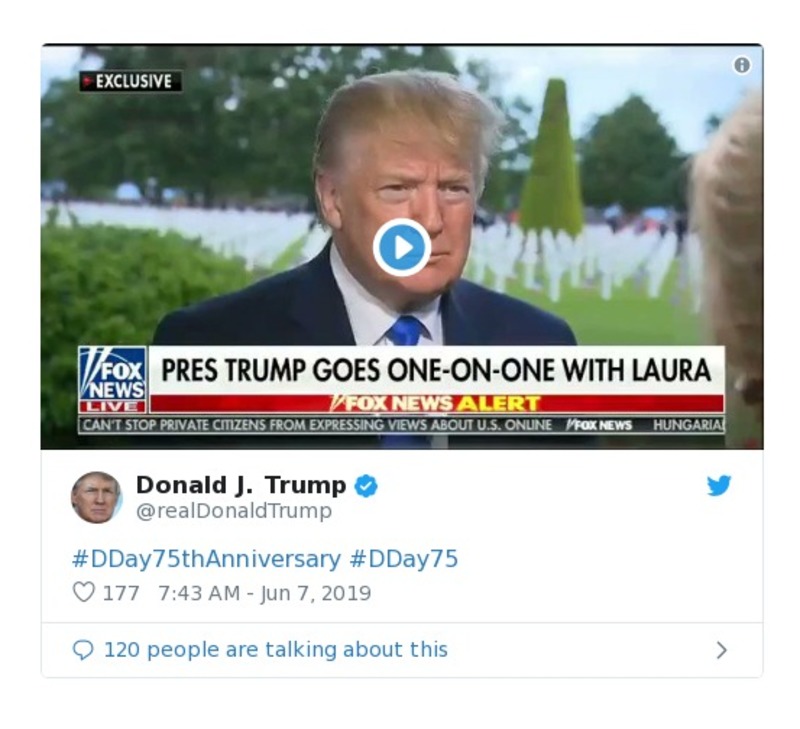 EXCLUSIVE
FOX
NEWS
LIVE
PRES TRUMP GOES ONE-ON-ONE WITH LAURA
FOX NEWS ALERT
CAN'T STOP PRIVATE CITIZENS FROM EXPRESSING VIEWS ABOUT U.S. ONLINE FOX NEWS HUNGARIA
Donald J. Trump
@realDonaldTrump
#DDay75thAnniversary #DDay75
177 7:43 AM - Jun 7, 2019
120 people are talking about this